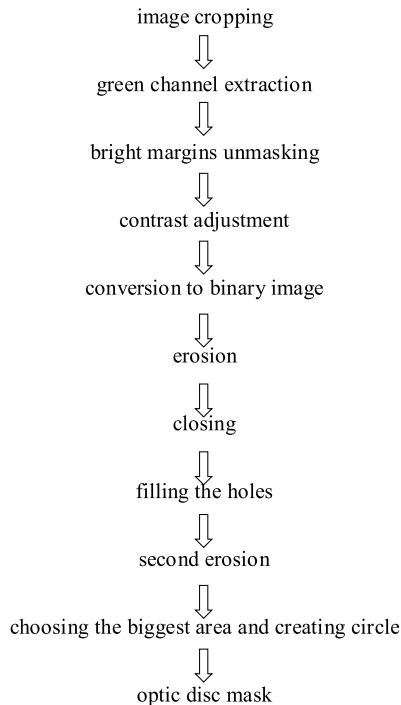 image cropping
green channel extraction
bright margins unmasking
contrast adjustment
conversion to binary image
erosion
closing
filling the holes
second erosion
choosing the biggest area and creating circle
optic disc mask